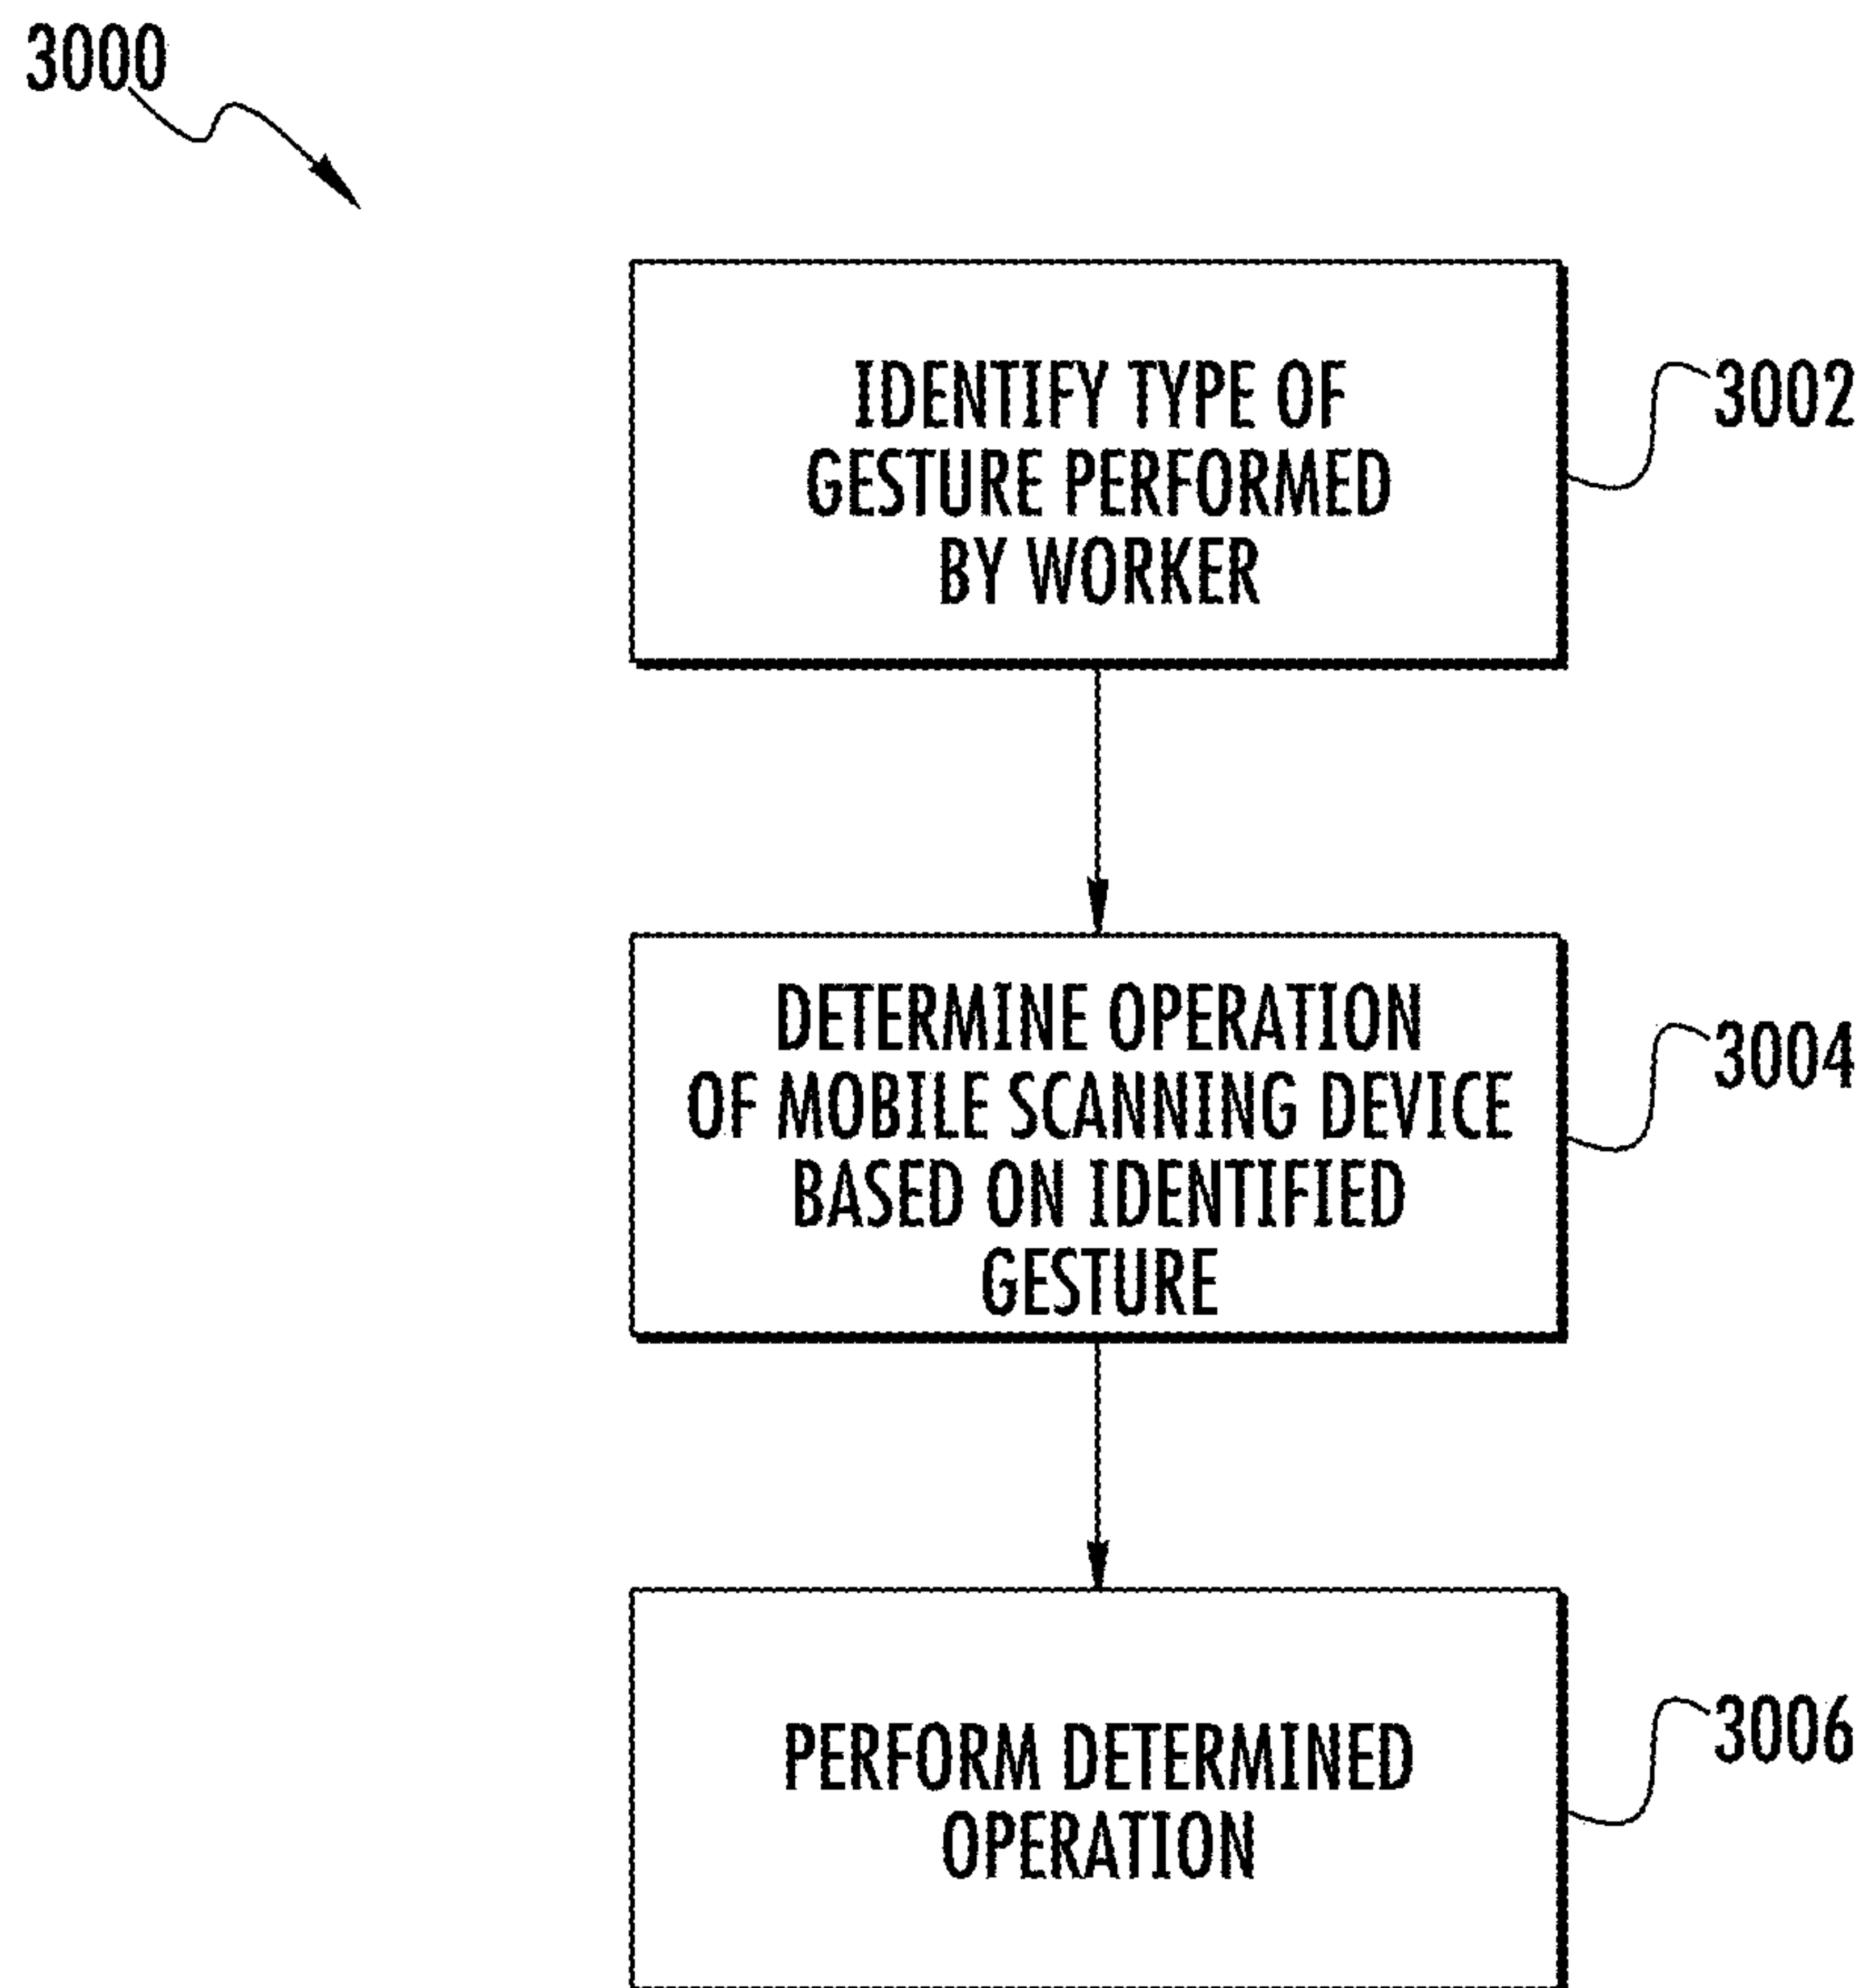 3000
IDENTIFY TYPE OF
GESTURE PERFORMED
BY WORKER
3002
DETERMINE OPERATION
OF MOBILE SCANNING DEVICE
BASED ON IDENTIFIED
GESTURE
3004
PERFORM DETERMINED
OPERATION
3006